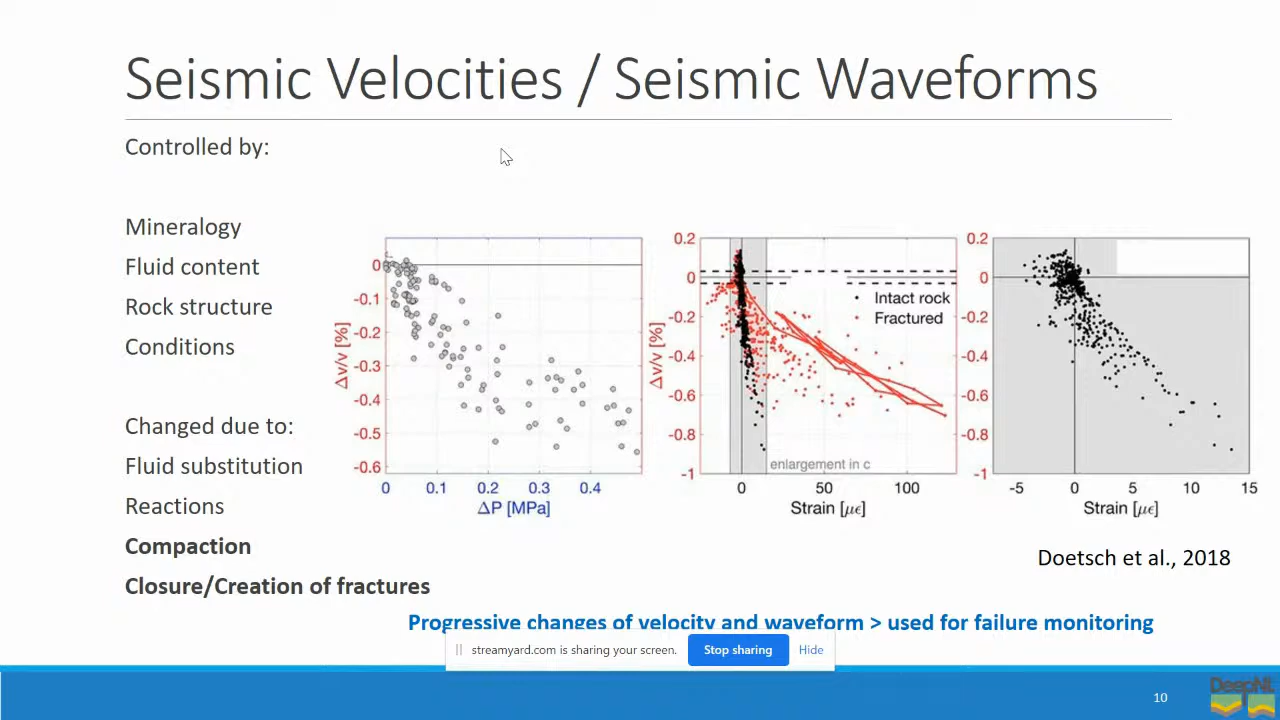 Seismic Velocities / Seismic Waveforms
Controlled by:
Mineralogy
Fluid content
Rock structure
Conditions
Changed due to:
Fluid substitution
Reactions
Compaction
Closure/Creation of fractures
0
-0.1
-0.2
-0.3
-0.4
-0.5
-0.6
Δv/v [%]
0 0.1 0.2 0.3 0.4
ΔP [MPa]
0.2
0
-0.2
-0.4
-0.6
-0.8
-1
Δv/v [%]
Intact rock
Fractured
enlargement in c
0 50 100
Strain [με]
0.2
0
-0.2
-0.4
-0.6
-0.8
-1
-5 0 5 10 15
Strain [με]
Doetsch et al., 2018
Progressive changes of velocity and waveform > used for failure monitoring
streamyard.com is sharing your screen. Stop sharing Hide
10
DeepNL